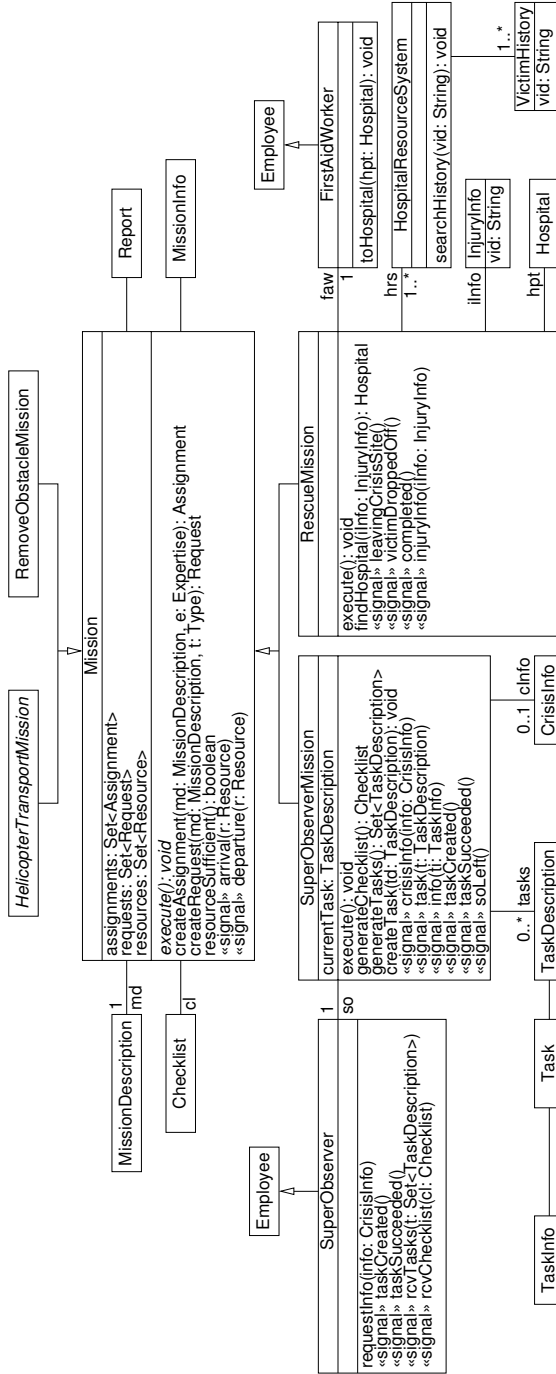 HelicopterTransportMission
RemoveObstacleMission
Mission
assignments: Set<Assignment>
requests: Set<Request>
resources: Set<Resource>
execute(): void
createAssignment(md: MissionDescription, e: Expertise): Assignment
createRequest(md: MissionDescription, t: Type): Request
resourceSufficient(): boolean
«signal» arrival(r: Resource)
«signal» departure(r: Resource)
MissionDescription
1
md
Checklist
cl
Report
MissionInfo
Employee
SuperObserver
requestInfo(info: CrisisInfo)
«signal» taskCreated()
«signal» taskSucceeded()
«signal» rcvTasks(t: Set<TaskDescription>)
«signal» rcvChecklist(cl: Checklist)
1
so
SuperObserverMission
currentTask: TaskDescription
execute(): void
generateChecklist(): Checklist
generateTasks(): Set<TaskDescription>
createTask(td: TaskDescription): void
«signal» crisisInfo(info: CrisisInfo)
«signal» task(t: TaskDescription)
«signal» info(ti: TaskInfo)
«signal» taskCreated()
«signal» taskSucceeded()
«signal» soLeft()
RescueMission
execute(): void
findHospital(iInfo: InjuryInfo): Hospital
«signal» leavingCrisisSite()
«signal» victimDroppedOff()
«signal» completed()
«signal» injuryInfo(iInfo: InjuryInfo)
Employee
faw
1
FirstAidWorker
toHospital(hpt: Hospital): void
hrs
1..*
HospitalResourceSystem
searchHistory(vid: String): void
iInfo
InjuryInfo
vid: String
1..*
VictimHistory
vid: String
hpt
Hospital
0..* tasks
0..1 cInfo
TaskInfo
Task
TaskDescription
CrisisInfo